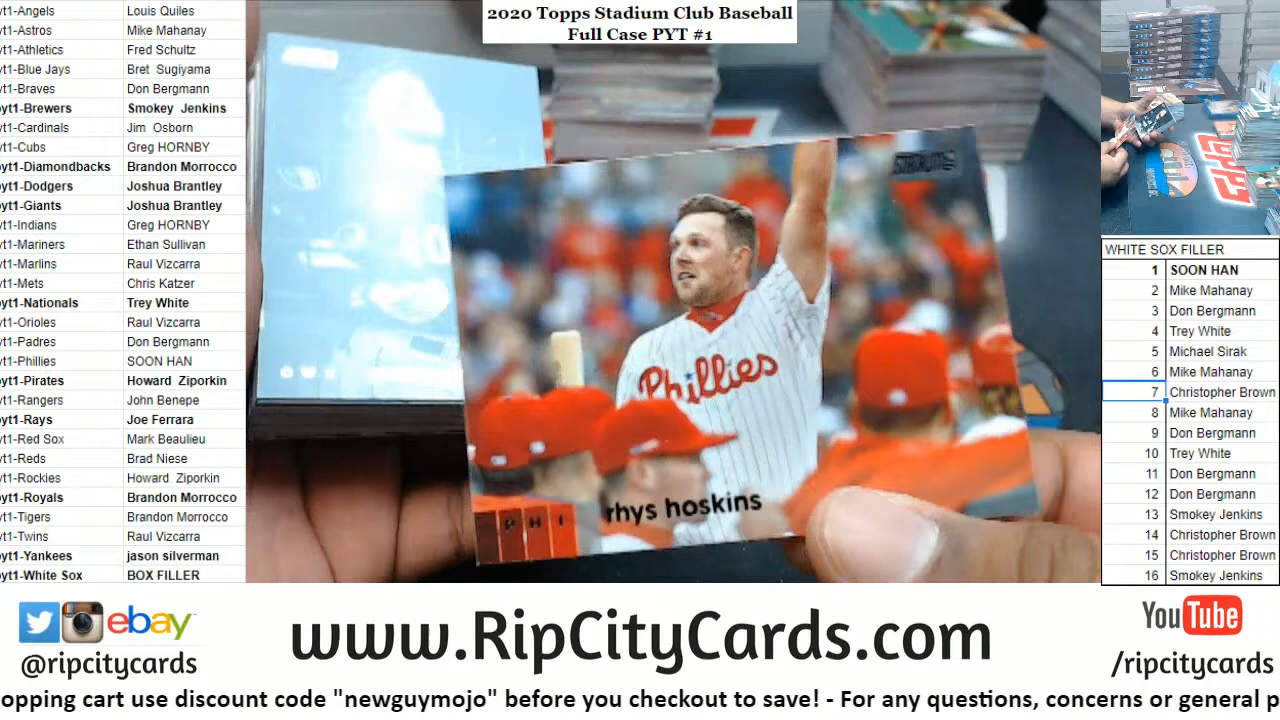 2020 Topps Stadium Club Baseball
Full Case PYT #1
yt1-Angels Louis Quiles
yt1-Astros Mike Mahanay
yt1-Athletics Fred Schultz
yt1-Blue Jays Bret Sugiyama
yt1-Braves Don Bergmann
yt1-Brewers Smokey Jenkins
yt1-Cardinals Jim Osborn
yt1-Cubs Greg HORNBY
yt1-Diamondbacks Brandon Morrocco
yt1-Dodgers Joshua Brantley
yt1-Giants Joshua Brantley
yt1-Indians Greg HORNBY
yt1-Mariners Ethan Sullivan
yt1-Marlins Raul Vizcarra
yt1-Mets Chris Katzer
yt1-Nationals Trey White
yt1-Orioles Raul Vizcarra
yt1-Padres Don Bergmann
yt1-Phillies SOON HAN
yt1-Pirates Howard Ziporkin
yt1-Rangers John Benepe
yt1-Rays Joe Ferrara
yt1-Red Sox Mark Beaulieu
yt1-Reds Brad Niese
yt1-Rockies Howard Ziporkin
yt1-Royals Brandon Morrocco
yt1-Tigers Brandon Morrocco
yt1-Twins Raul Vizcarra
yt1-Yankees jason silverman
yt1-White Sox BOX FILLER
Phillies
PHI rhys hoskins
WHITE SOX FILLER
1 SOON HAN
2 Mike Mahanay
3 Don Bergmann
4 Trey White
5 Michael Sirak
6 Mike Mahanay
7 Christopher Brown
8 Mike Mahanay
9 Don Bergmann
10 Trey White
11 Don Bergmann
12 Don Bergmann
13 Smokey Jenkins
14 Christopher Brown
15 Christopher Brown
16 Smokey Jenkins
ebay
@ripcitycards
www.RipCityCards.com
YouTube
/ripcitycards
opping cart use discount code "newguymojo" before you checkout to save! - For any questions, concerns or general p